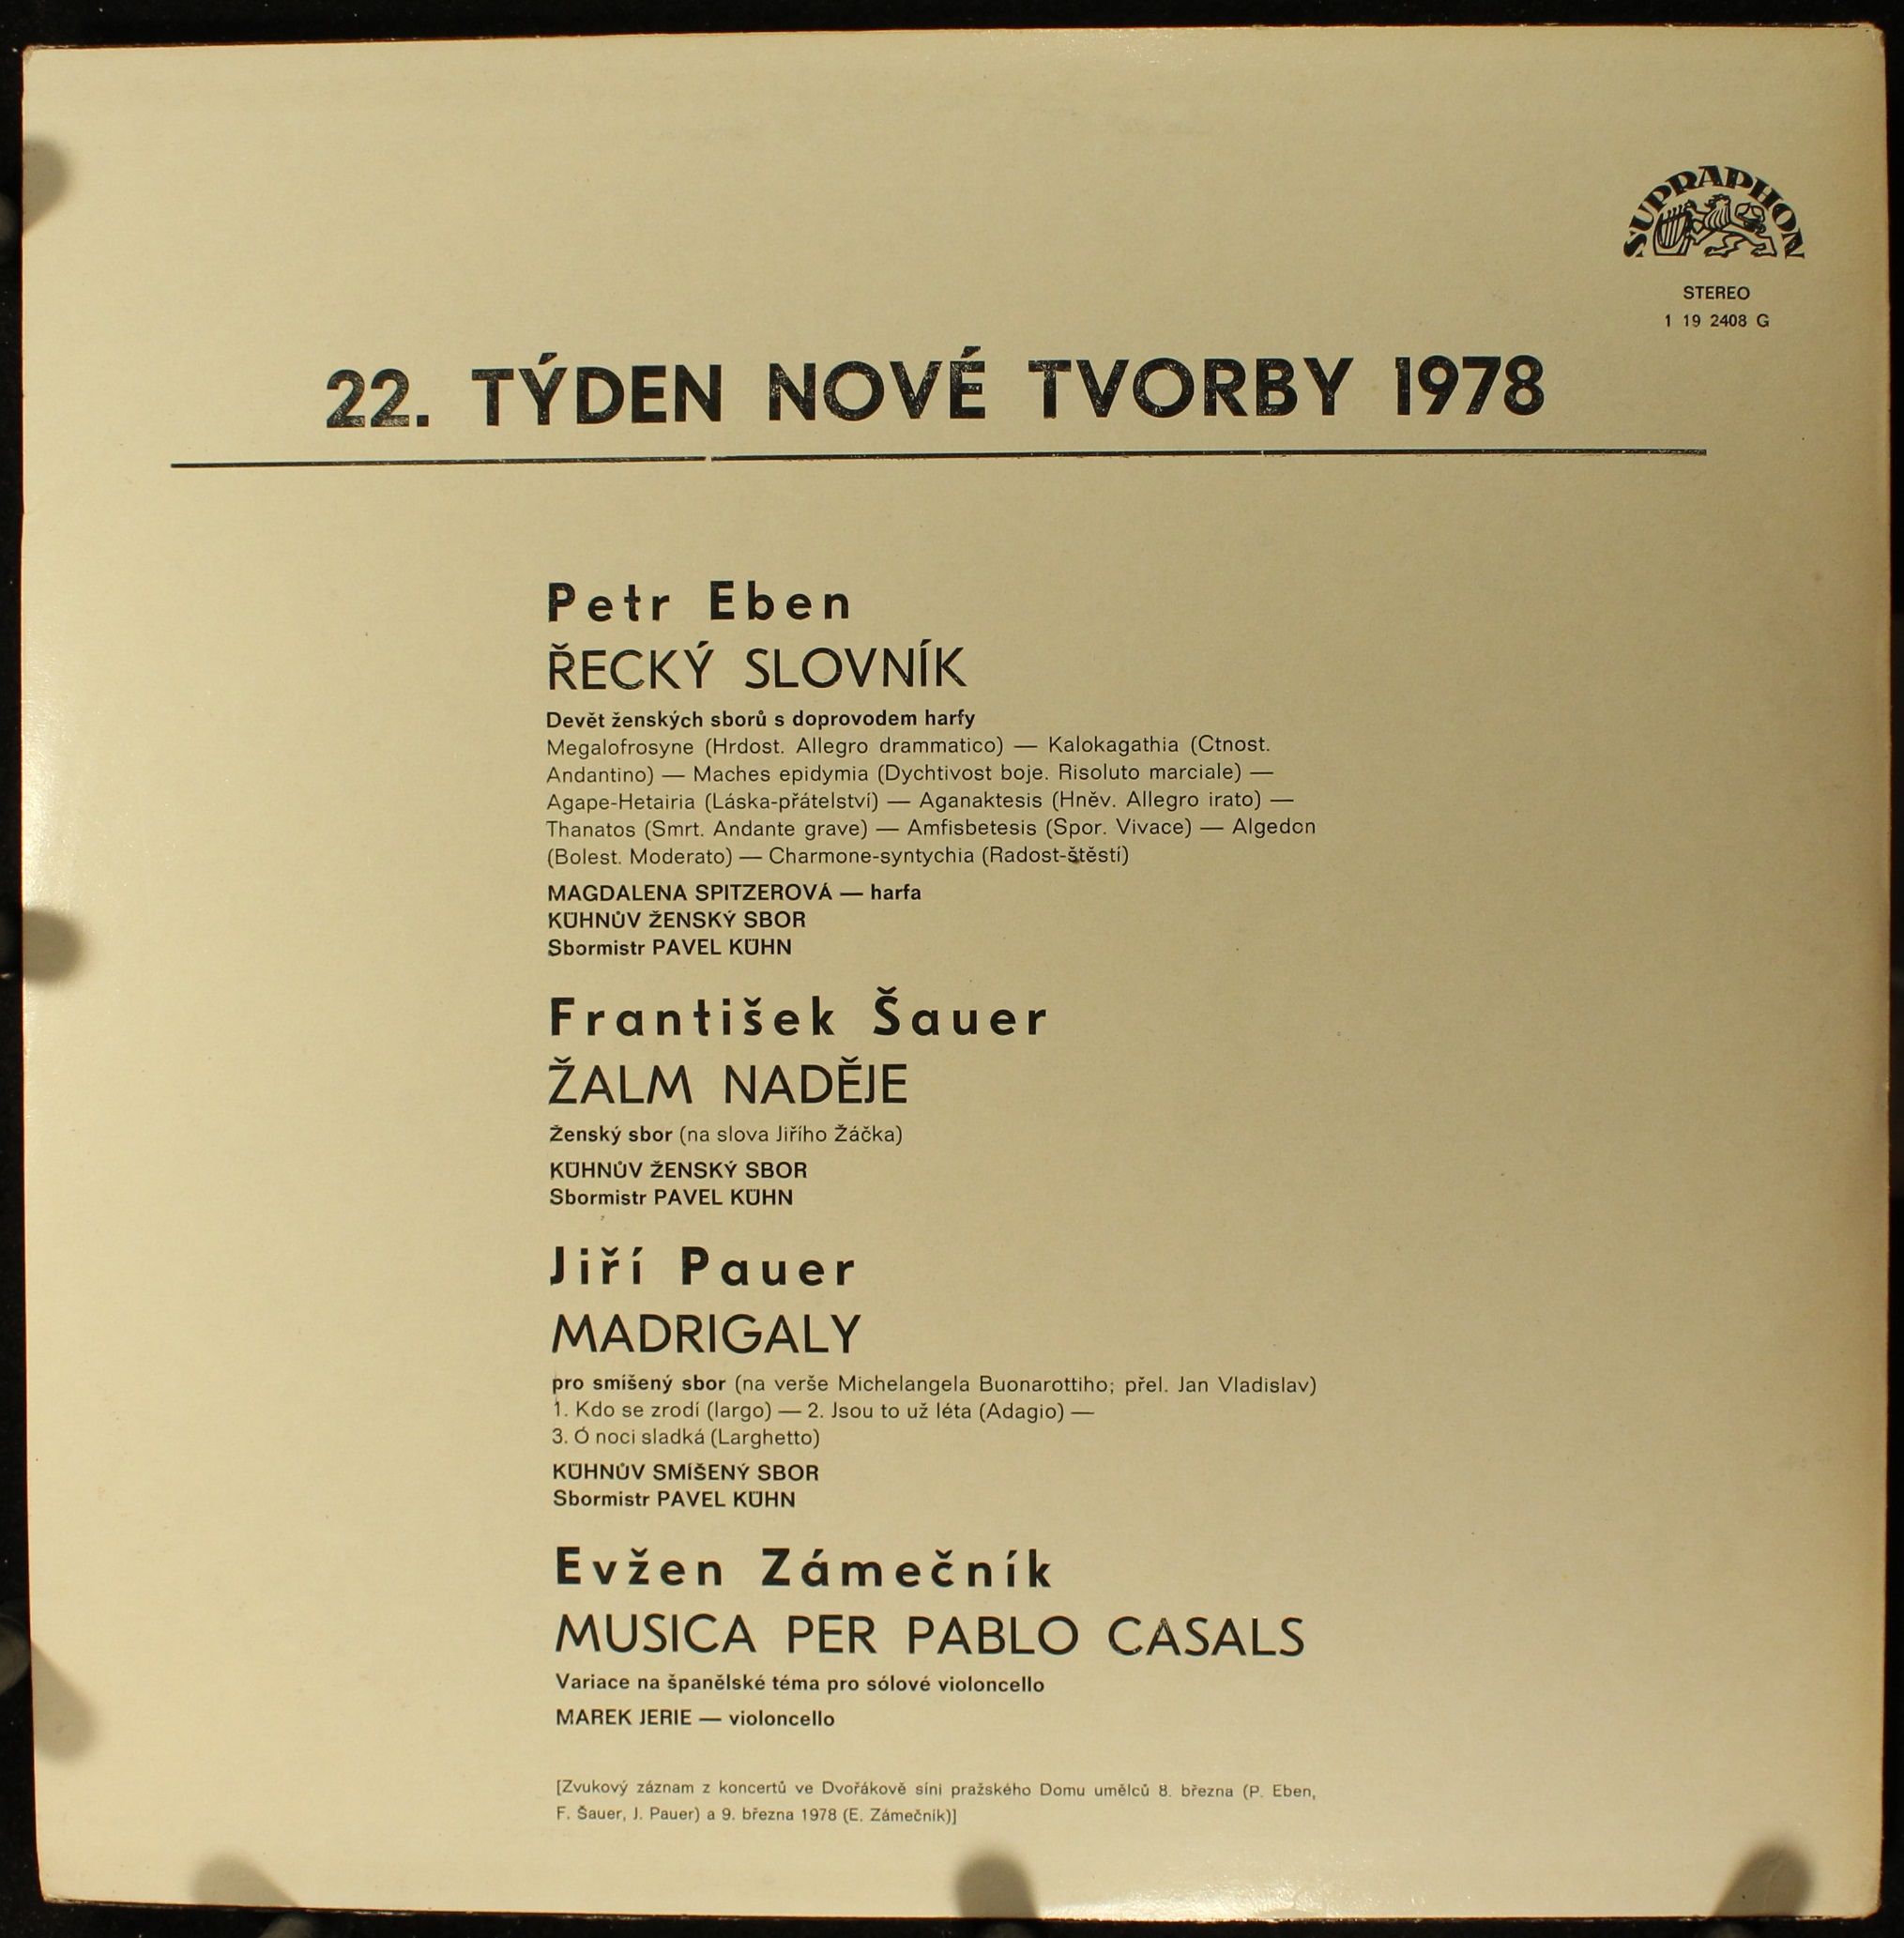 SUPRAPHON
STEREO
1 19 2408 G
22. TÝDEN NOVÉ TVORBY 1978
Petr Eben
ŘECKÝ SLOVNÍK
Devět ženských sborů s doprovodem harfy
Megalofrosyne (Hrdost. Allegro drammatico) — Kalokagathia (Ctnost.
Andantino) — Maches epidymia (Dychtivost boje. Risoluto marciale) —
Agape-Hetairia (Láska-přátelství) — Aganaktesis (Hněv. Allegro irato) —
Thanatos (Smrt. Andante grave) — Amfisbetesis (Spor. Vivace) — Algedon
(Bolest. Moderato) — Charmone-syntychia (Radost-štěstí)
MAGDALENA SPITZEROVÁ — harfa
KÜHNŮV ŽENSKÝ SBOR
Sbormistr PAVEL KÜHN
František Šauer
ŽALM NADĚJE
Ženský sbor (na slova Jiřího Žáčka)
KÜHNŮV ŽENSKÝ SBOR
Sbormistr PAVEL KÜHN
Jiří Pauer
MADRIGALY
pro smíšený sbor (na verše Michelangela Buonarottiho; přel. Jan Vladislav)
1. Kdo se zrodí (largo) — 2. Jsou to už léta (Adagio) —
3. Ó noci sladká (Larghetto)
KÜHNŮV SMÍŠENÝ SBOR
Sbormistr PAVEL KÜHN
Evžen Zámečník
MUSICA PER PABLO CASALS
Variace na španělské téma pro sólové violoncello
MAREK JERIE — violoncello
[Zvukový záznam z koncertů ve Dvořákově síni pražského Domu umělců 8. března (P. Eben,
F. Šauer, J. Pauer) a 9. března 1978 (E. Zámečník)]